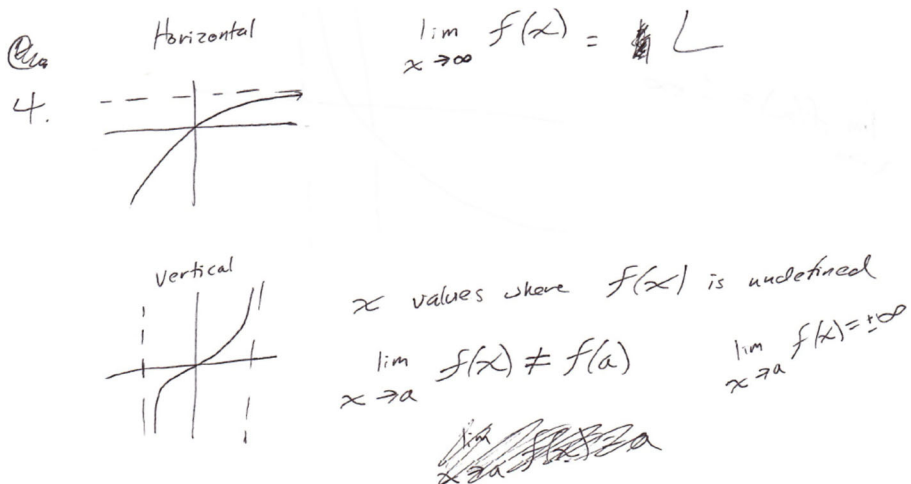 Horizontal
4.
lim x→∞ f(x) = L
Vertical
x values where f(x) is undefined
lim x→a f(x) ≠ f(a)
lim x→a f(x) = ±∞